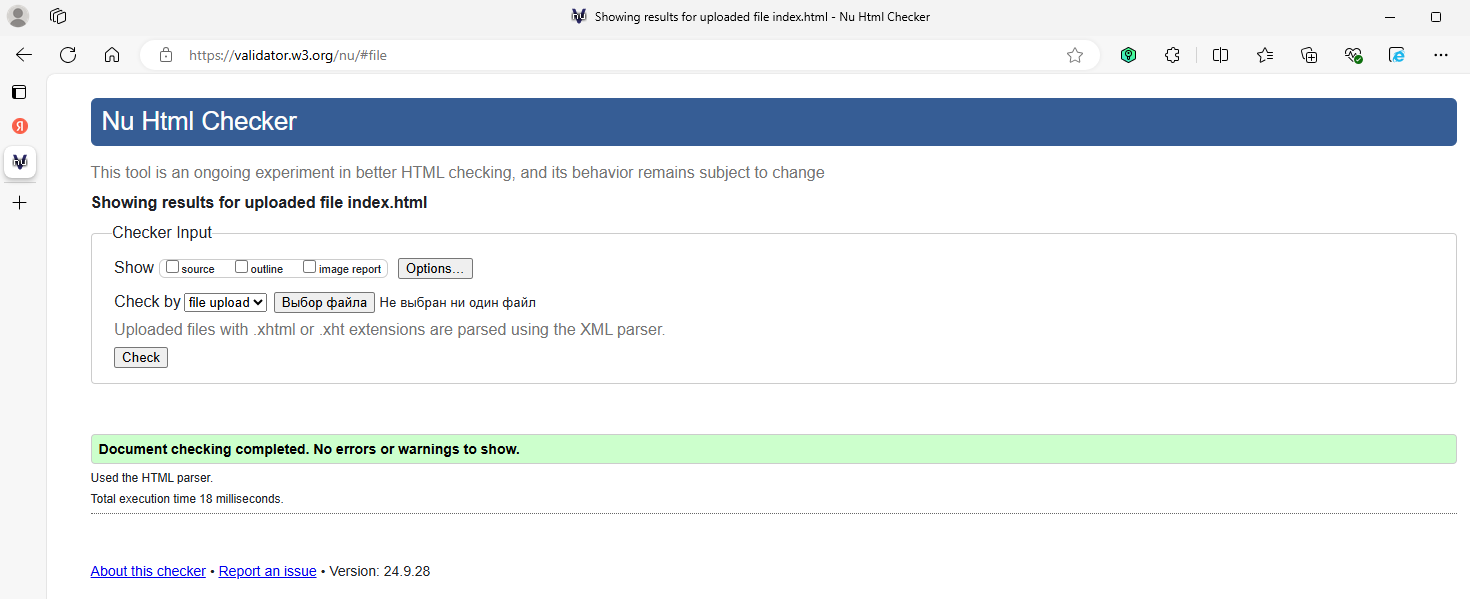 Showing results for uploaded file index.html - Nu Html Checker
https://validator.w3.org/nu/#file
Я
nu
Nu Html Checker
This tool is an ongoing experiment in better HTML checking, and its behavior remains subject to change
Showing results for uploaded file index.html
Checker Input
Show source outline image report Options...
Check by file upload Выбор файла Не выбран ни один файл
Uploaded files with .xhtml or .xht extensions are parsed using the XML parser.
Check
Document checking completed. No errors or warnings to show.
Used the HTML parser.
Total execution time 18 milliseconds.
About this checker • Report an issue • Version: 24.9.28